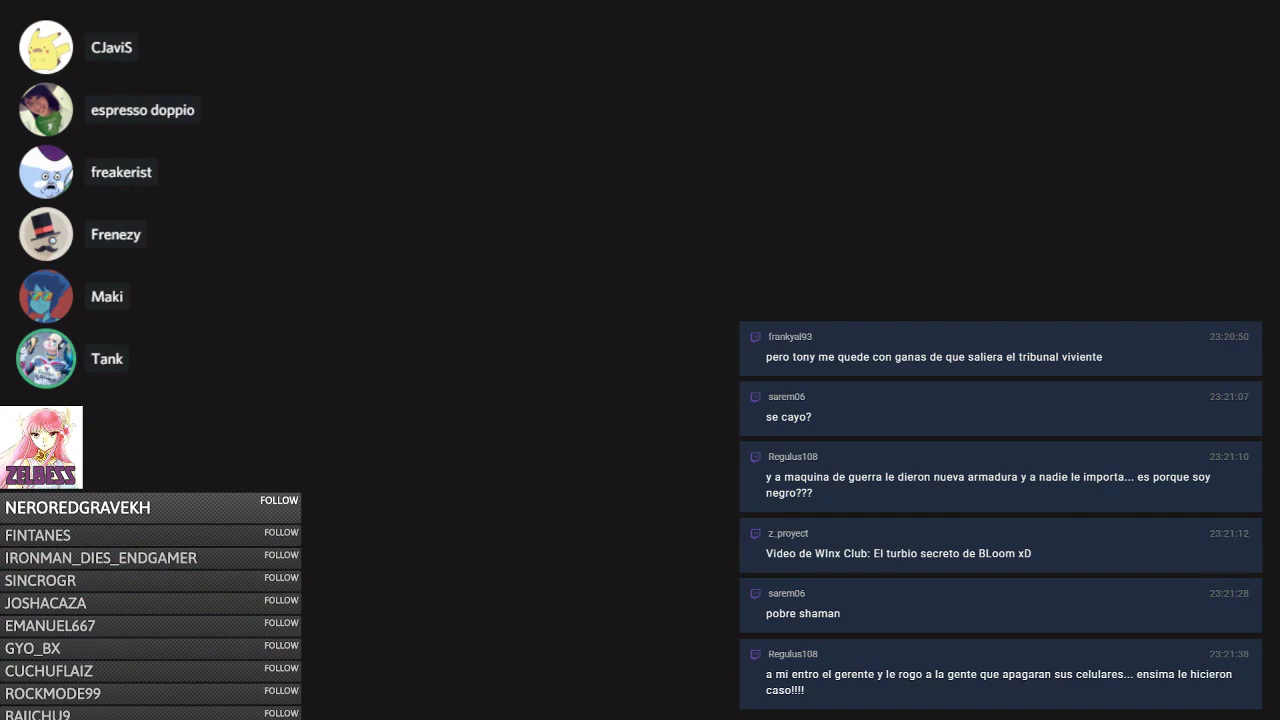 CJaviS
espresso doppio
freakerist
Frenezy
Maki
Tank
ZELBESS
NEROREDGRAVEKH FOLLOW
FINTANES FOLLOW
IRONMAN_DIES_ENDGAMER FOLLOW
SINCROGR FOLLOW
JOSHACAZA FOLLOW
EMANUEL667 FOLLOW
GYO_BX FOLLOW
CUCHUFLAIZ FOLLOW
ROCKMODE99 FOLLOW
RAIICHU9 FOLLOW
frankyal93 23:20:50
pero tony me quede con ganas de que saliera el tribunal viviente
sarem06 23:21:07
se cayo?
Regulus108 23:21:10
y a maquina de guerra le dieron nueva armadura y a nadie le importa... es porque soy
negro???
z_proyect 23:21:12
Video de WInx Club: El turbio secreto de BLoom xD
sarem06 23:21:28
pobre shaman
Regulus108 23:21:38
a mi entro el gerente y le rogo a la gente que apagaran sus celulares... ensima le hicieron
caso!!!!